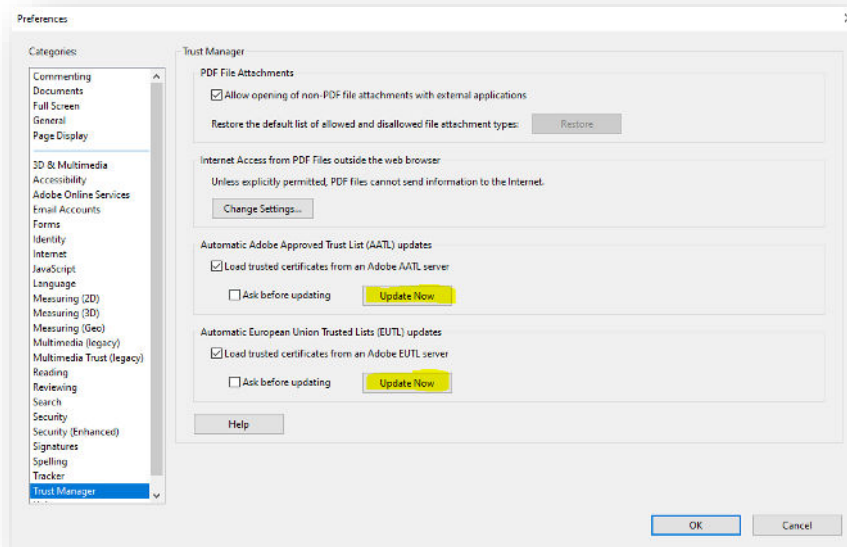 Preferences
Categories:
Commenting
Documents
Full Screen
General
Page Display
3D & Multimedia
Accessibility
Adobe Online Services
Email Accounts
Forms
Identity
Internet
JavaScript
Language
Measuring (2D)
Measuring (3D)
Measuring (Geo)
Multimedia (legacy)
Multimedia Trust (legacy)
Reading
Reviewing
Search
Security
Security (Enhanced)
Signatures
Spelling
Tracker
Trust Manager
Trust Manager
PDF File Attachments
Allow opening of non-PDF file attachments with external applications
Restore the default list of allowed and disallowed file attachment types: Restore
Internet Access from PDF Files outside the web browser
Unless explicitly permitted, PDF files cannot send information to the Internet.
Change Settings...
Automatic Adobe Approved Trust List (AATL) updates
Load trusted certificates from an Adobe AATL server
Ask before updating Update Now
Automatic European Union Trusted Lists (EUTL) updates
Load trusted certificates from an Adobe EUTL server
Ask before updating Update Now
Help
OK Cancel